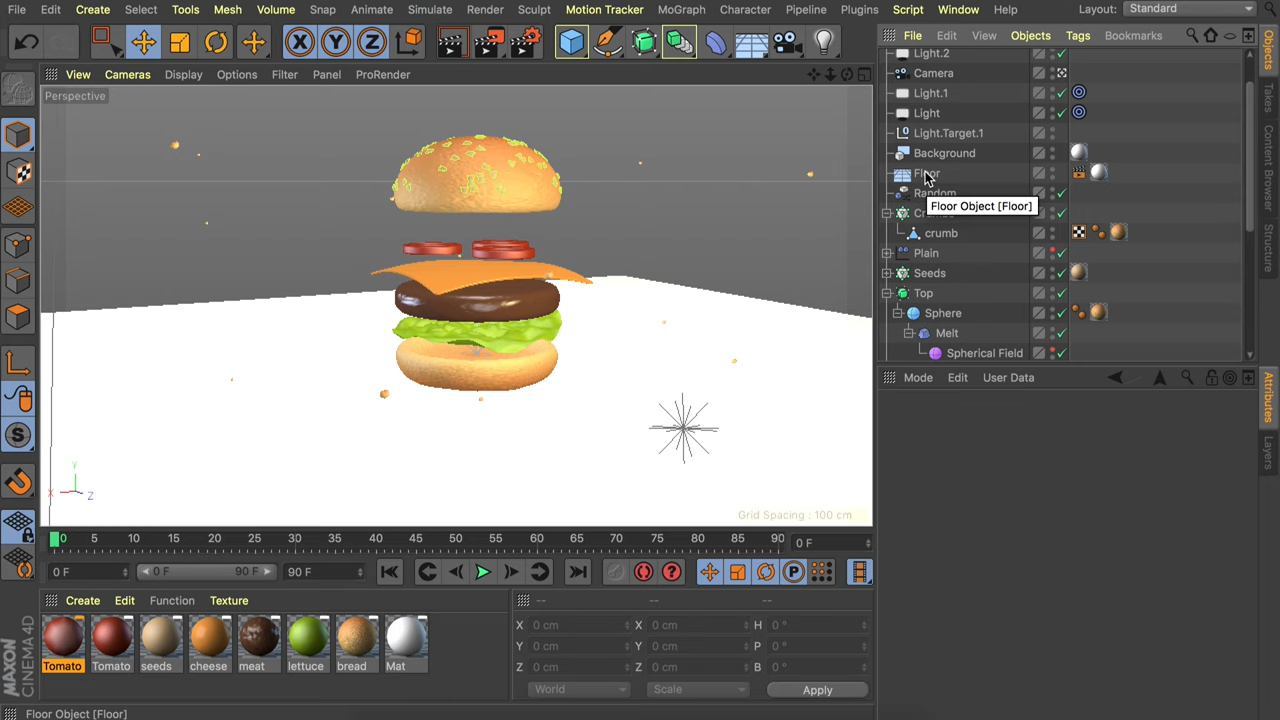 File Edit Create Select Tools Mesh Volume Snap Animate Simulate Render Sculpt Motion Tracker MoGraph Character Pipeline Plugins Script Window Help Layout: Standard
File Edit View Objects Tags Bookmarks
View Cameras Display Options Filter Panel ProRender
Perspective
Light.2
Camera
Light.1
Light
Light.Target.1
Background
Floor
Random
Floor Object [Floor]
crumb
Plain
Seeds
Top
Sphere
Melt
Spherical Field
Objects
Takes
Content Browser
Structure
Mode Edit User Data
Attributes
Layers
X
Y
Z
Grid Spacing : 100 cm
0 5 10 15 20 25 30 35 40 45 50 55 60 65 70 75 80 85 90 0 F
0 F 0 F 90 F 90 F
Create Edit Function Texture
-- -- --
X 0 cm X 0 cm H 0 °
Y 0 cm Y 0 cm P 0 °
Z 0 cm Z 0 cm B 0 °
World Scale Apply
Tomato Tomato seeds cheese meat lettuce bread Mat
MAXON
CINEMA 4D
Floor Object [Floor]